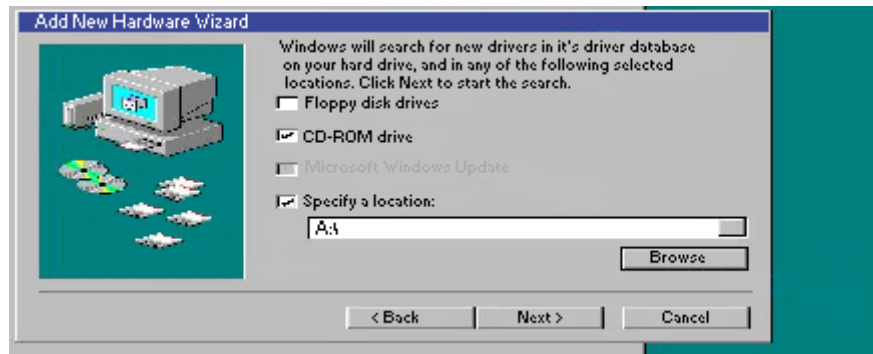 Add New Hardware Wizard
Windows will search for new drivers in it's driver database
on your hard drive, and in any of the following selected
locations. Click Next to start the search.
Floppy disk drives
CD-ROM drive
Microsoft Windows Update
Specify a location:
A:\
Browse
< Back Next > Cancel